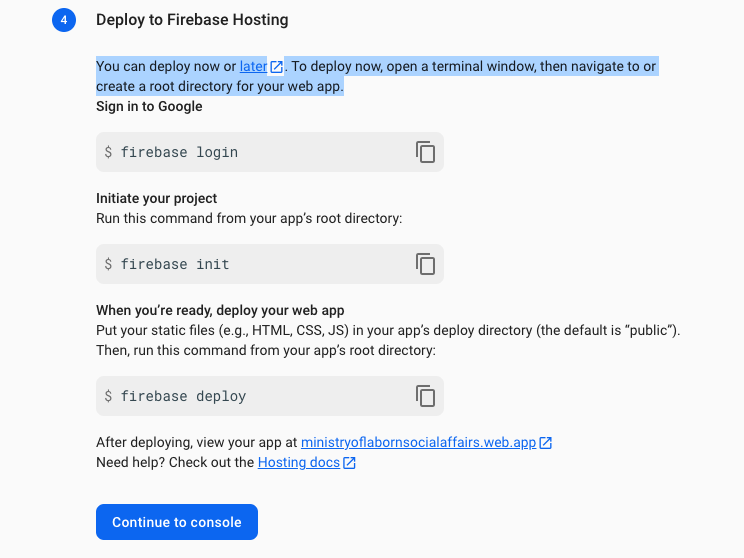 4 Deploy to Firebase Hosting
You can deploy now or later. To deploy now, open a terminal window, then navigate to or
create a root directory for your web app.
Sign in to Google
$ firebase login
Initiate your project
Run this command from your app’s root directory:
$ firebase init
When you’re ready, deploy your web app
Put your static files (e.g., HTML, CSS, JS) in your app’s deploy directory (the default is “public”).
Then, run this command from your app’s root directory:
$ firebase deploy
After deploying, view your app at ministryoflabornsocialaffairs.web.app
Need help? Check out the Hosting docs
Continue to console